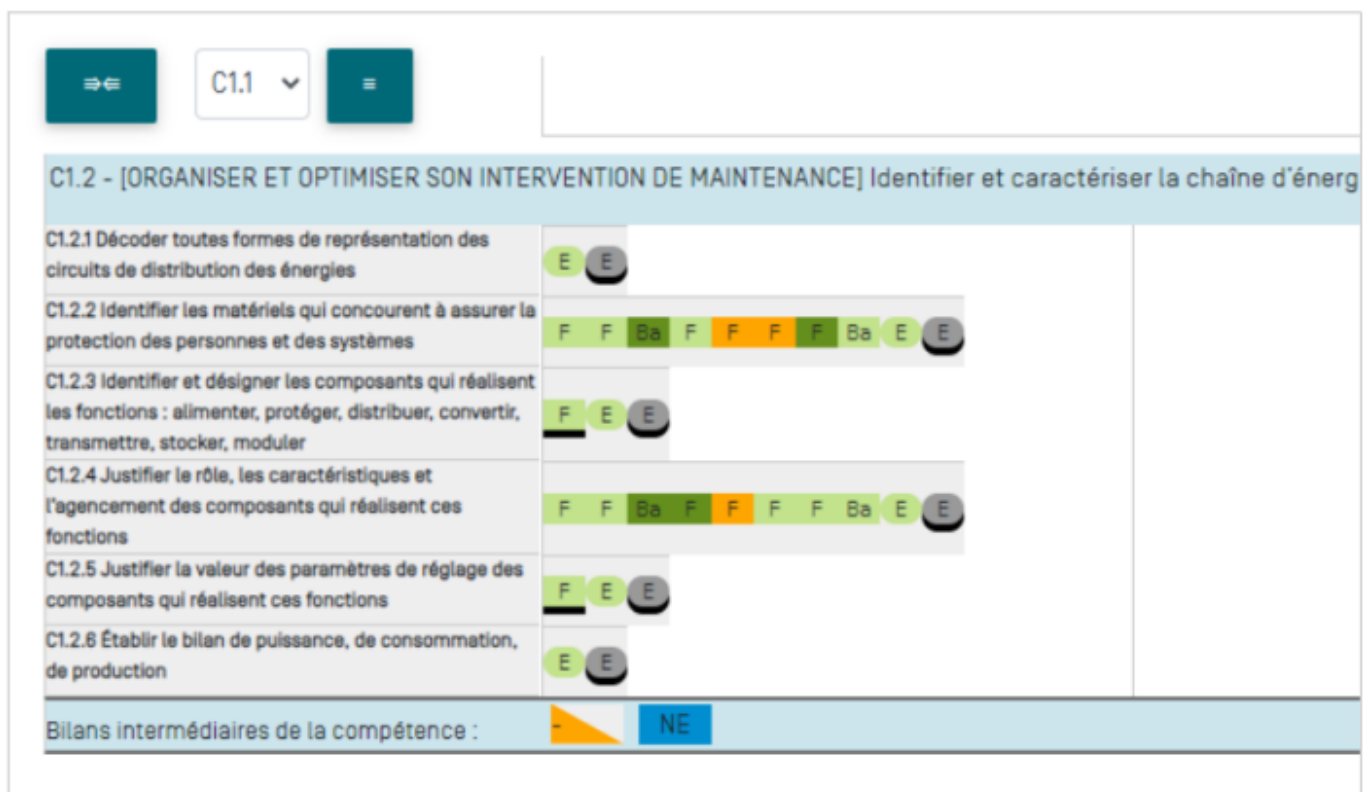 ⇒⇐ C1.1 ≡
C1.2 - [ORGANISER ET OPTIMISER SON INTERVENTION DE MAINTENANCE] Identifier et caractériser la chaîne d'énerg
C1.2.1 Décoder toutes formes de représentation des
circuits de distribution des énergies
E E
C1.2.2 Identifier les matériels qui concourent à assurer la
protection des personnes et des systèmes
F F Ba F F F F Ba E E
C1.2.3 Identifier et désigner les composants qui réalisent
les fonctions : alimenter, protéger, distribuer, convertir,
transmettre, stocker, moduler
F E E
C1.2.4 Justifier le rôle, les caractéristiques et
l'agencement des composants qui réalisent ces
fonctions
F F Ba F F F F Ba E E
C1.2.5 Justifier la valeur des paramètres de réglage des
composants qui réalisent ces fonctions
F E E
C1.2.6 Établir le bilan de puissance, de consommation,
de production
E E
Bilans intermédiaires de la compétence : - NE